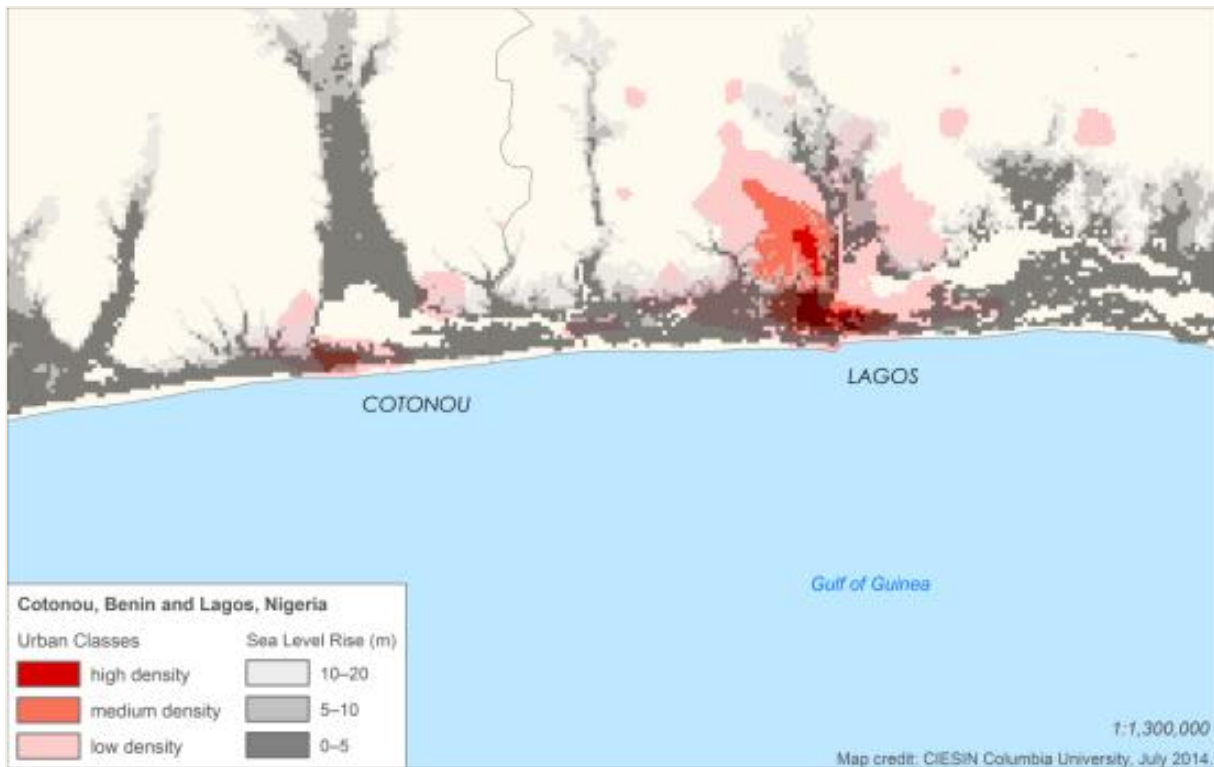 COTONOU
LAGOS
Gulf of Guinea
Cotonou, Benin and Lagos, Nigeria
Urban Classes
high density
medium density
low density
Sea Level Rise (m)
10–20
5–10
0–5
1:1,300,000
Map credit: CIESIN Columbia University, July 2014.